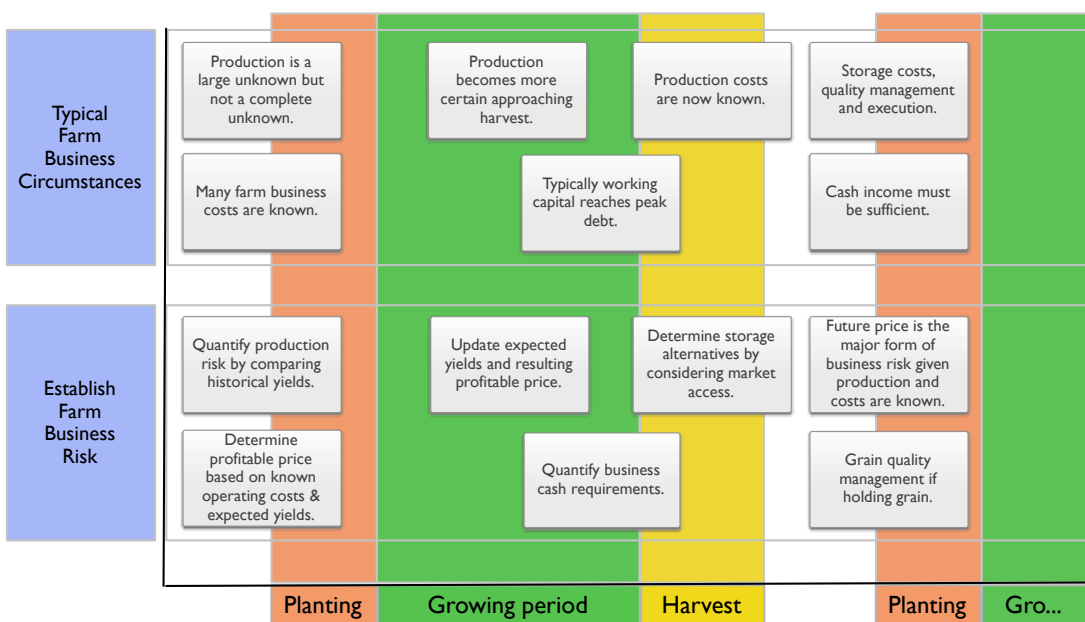 Typical
Farm
Business
Circumstances
Production is a
large unknown but
not a complete
unknown.
Production
becomes more
certain approaching
harvest.
Production costs
are now known.
Storage costs,
quality management
and execution.
Many farm business
costs are known.
Typically working
capital reaches peak
debt.
Cash income must
be sufficient.
Establish
Farm
Business
Risk
Quantify production
risk by comparing
historical yields.
Update expected
yields and resulting
profitable price.
Determine storage
alternatives by
considering market
access.
Future price is the
major form of
business risk given
production and
costs are known.
Determine
profitable price
based on known
operating costs &
expected yields.
Quantify business
cash requirements.
Grain quality
management if
holding grain.
Planting
Growing period
Harvest
Planting
Gro...